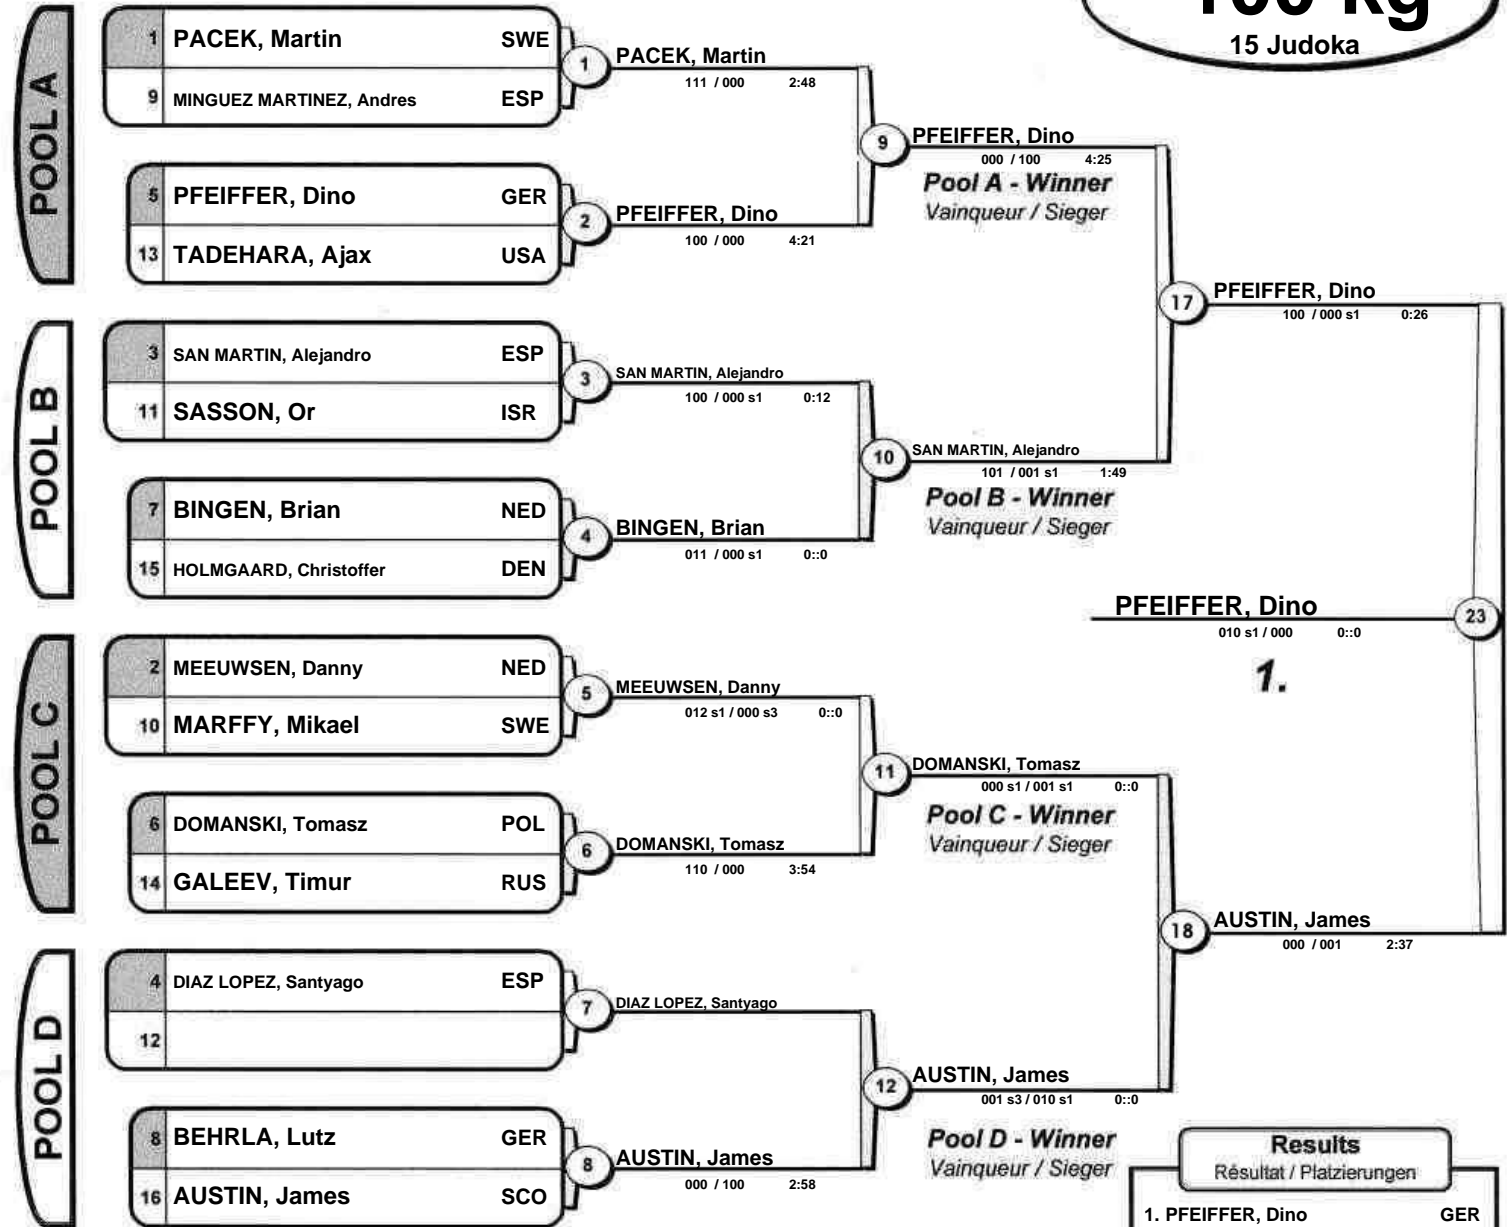 100 kg
15 Judoka
POOL A
1 PACEK, Martin SWE
9 MINGUEZ MARTINEZ, Andres ESP
1
PACEK, Martin
111 / 000 2:48
5 PFEIFFER, Dino GER
13 TADEHARA, Ajax USA
2
PFEIFFER, Dino
100 / 000 4:21
9
PFEIFFER, Dino
000 / 100 4:25
Pool A - Winner
Vainqueur / Sieger
POOL B
3 SAN MARTIN, Alejandro ESP
11 SASSON, Or ISR
3
SAN MARTIN, Alejandro
100 / 000 s1 0:12
7 BINGEN, Brian NED
15 HOLMGAARD, Christoffer DEN
4
BINGEN, Brian
011 / 000 s1 0::0
10
SAN MARTIN, Alejandro
101 / 001 s1 1:49
Pool B - Winner
Vainqueur / Sieger
17
PFEIFFER, Dino
100 / 000 s1 0:26
PFEIFFER, Dino
010 s1 / 000 0::0
23
1.
POOL C
2 MEEUWSEN, Danny NED
10 MARFFY, Mikael SWE
5
MEEUWSEN, Danny
012 s1 / 000 s3 0::0
6 DOMANSKI, Tomasz POL
14 GALEEV, Timur RUS
6
DOMANSKI, Tomasz
110 / 000 3:54
11
DOMANSKI, Tomasz
000 s1 / 001 s1 0::0
Pool C - Winner
Vainqueur / Sieger
18
AUSTIN, James
000 / 001 2:37
POOL D
4 DIAZ LOPEZ, Santyago ESP
12
7
DIAZ LOPEZ, Santyago
8 BEHRLA, Lutz GER
16 AUSTIN, James SCO
8
AUSTIN, James
000 / 100 2:58
12
AUSTIN, James
001 s3 / 010 s1 0::0
Pool D - Winner
Vainqueur / Sieger
Results
Résultat / Platzierungen
1. PFEIFFER, Dino GER